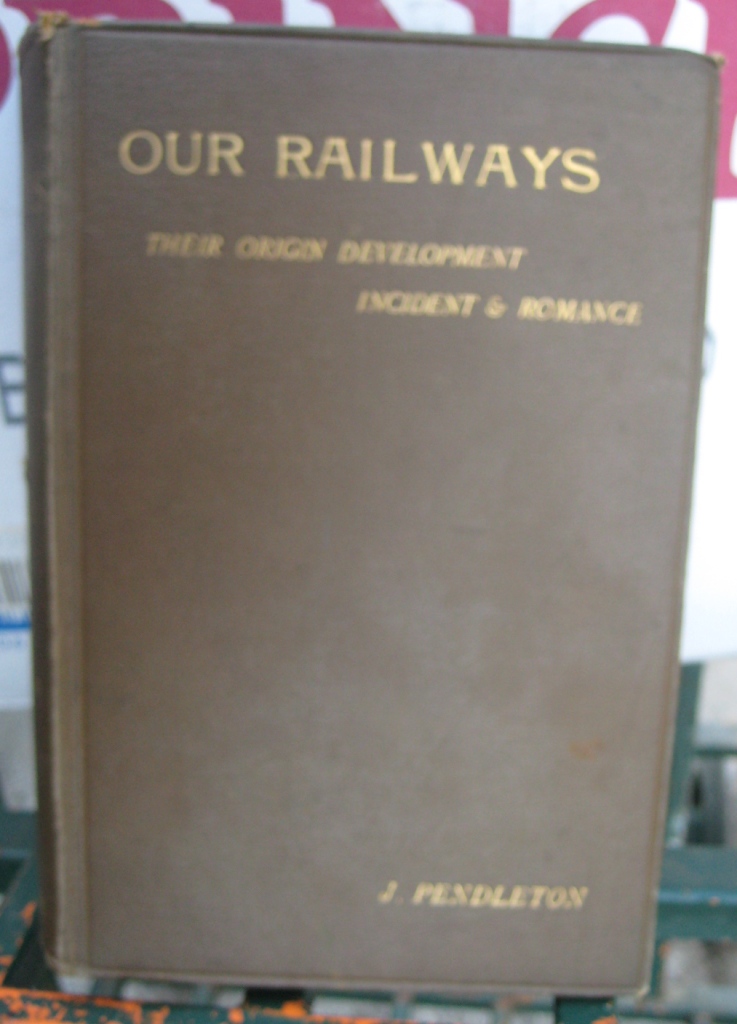 OUR RAILWAYS
THEIR ORIGIN DEVELOPMENT
INCIDENT & ROMANCE
J. PENDLETON